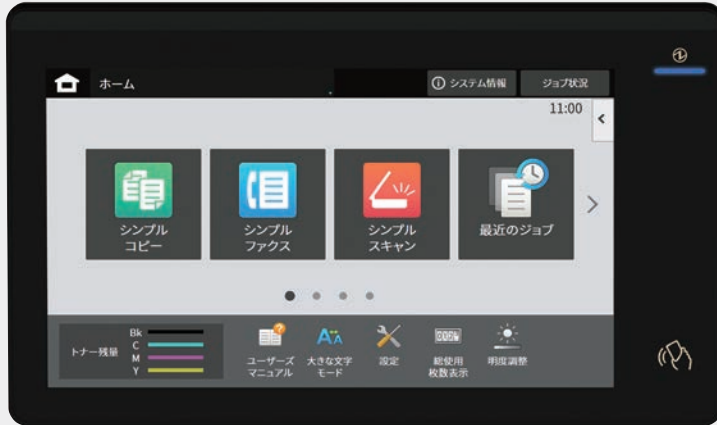 ホーム
システム情報
ジョブ状況
11:00
シンプル
コピー
シンプル
ファクス
シンプル
スキャン
最近のジョブ
トナー残量
Bk
C
M
Y
ユーザーズ
マニュアル
大きな文字
モード
設定
総使用
枚数表示
明度調整